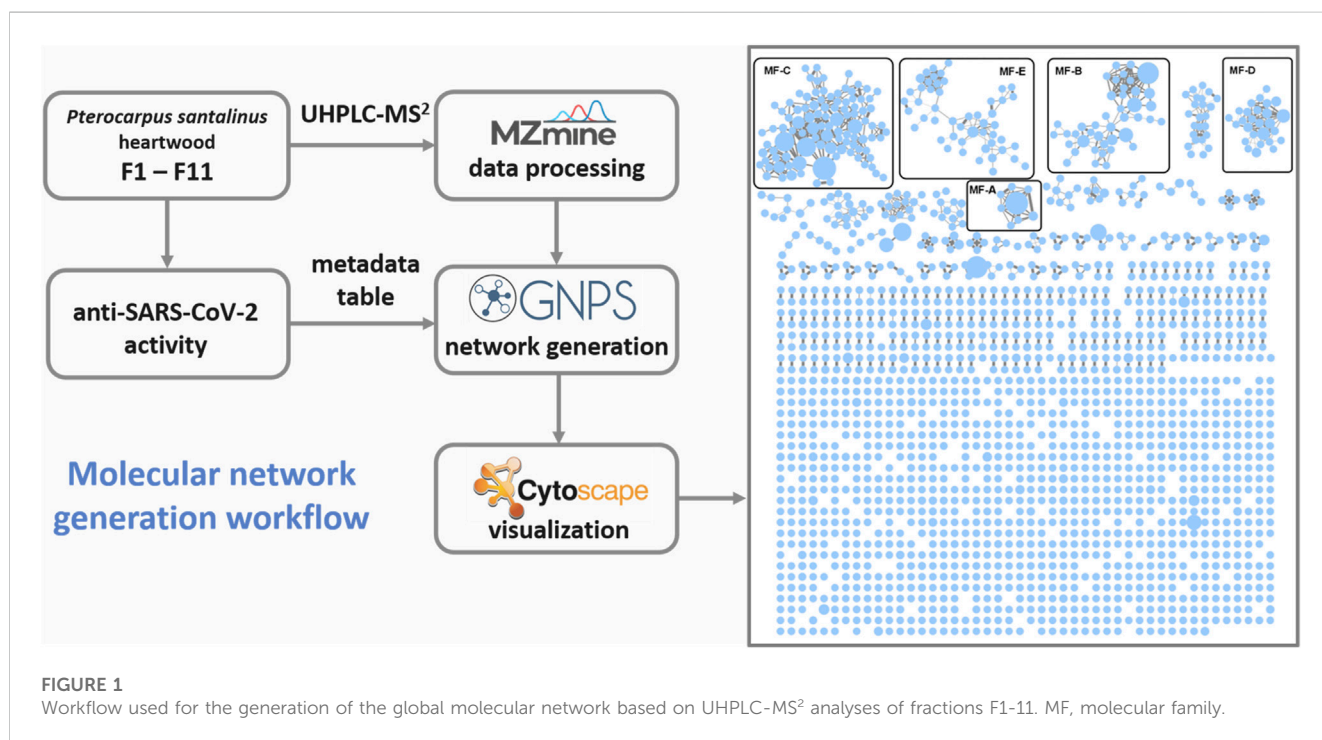 Pterocarpus santalinus
heartwood
F1 – F11
UHPLC-MS²
MZmine
data processing
anti-SARS-CoV-2
activity
metadata
table
GNPS
network generation
Molecular network
generation workflow
Cytoscape
visualization
MF-C
MF-E
MF-B
MF-D
MF-A
FIGURE 1
Workflow used for the generation of the global molecular network based on UHPLC-MS² analyses of fractions F1-11. MF, molecular family.